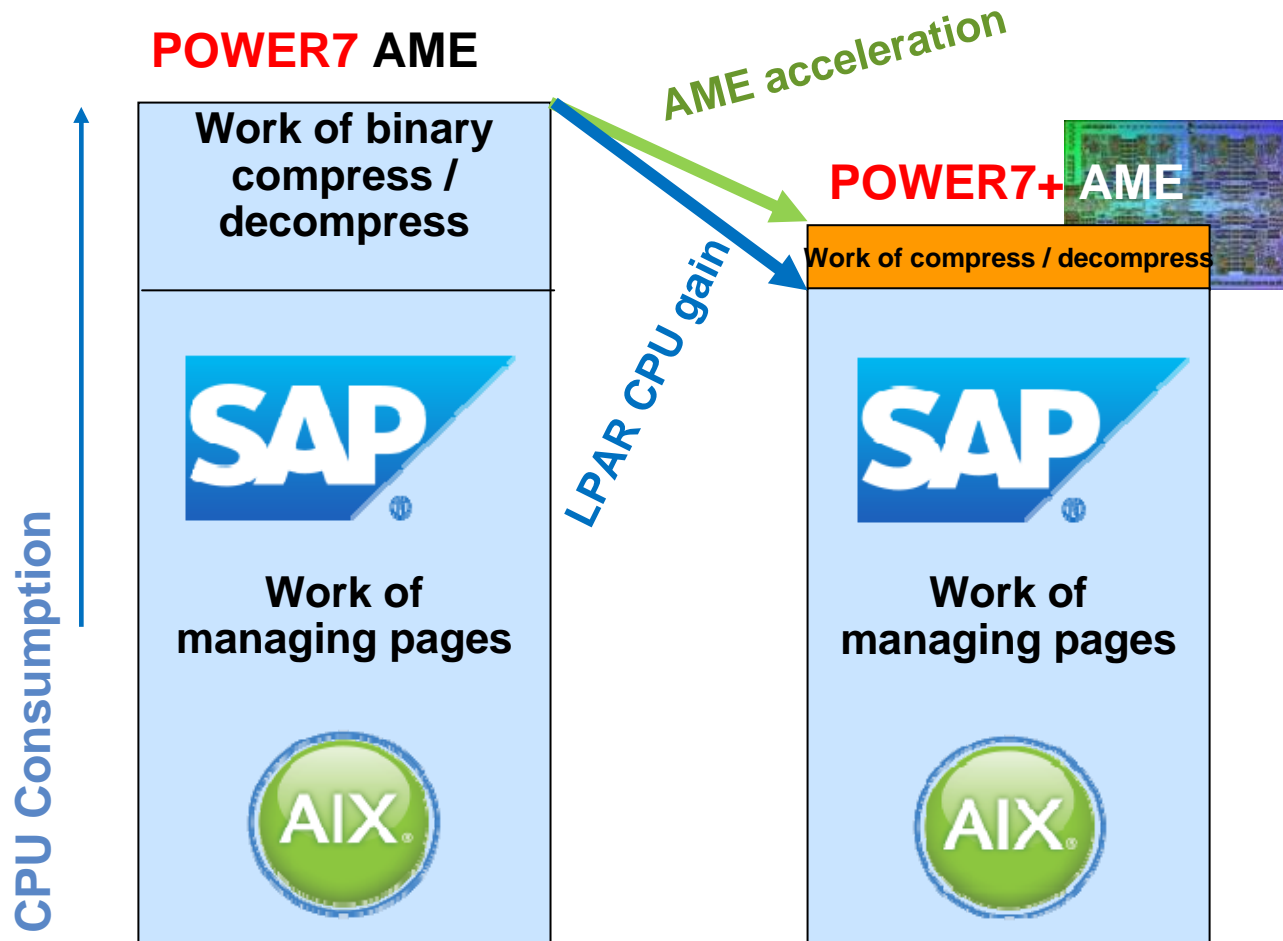 POWER7 AME
AME acceleration
Work of binary
compress /
decompress
POWER7+ AME
Work of compress / decompress
LPAR CPU gain
SAP
®
SAP
®
CPU Consumption
Work of
managing pages
Work of
managing pages
AIX®
AIX®